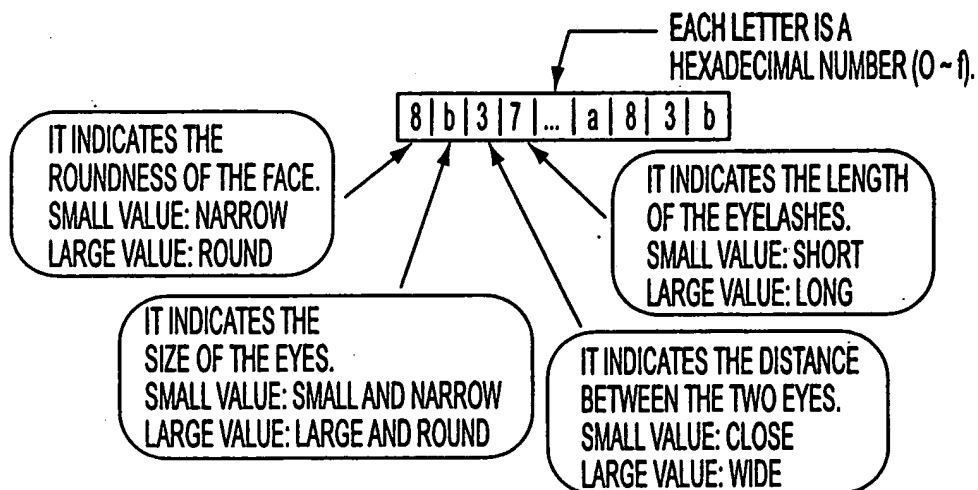 EACH LETTER IS A
HEXADECIMAL NUMBER (0 ~ f).
8 | b | 3 | 7 | ... | a | 8 | 3 | b
IT INDICATES THE
ROUNDNESS OF THE FACE.
SMALL VALUE: NARROW
LARGE VALUE: ROUND
IT INDICATES THE LENGTH
OF THE EYELASHES.
SMALL VALUE: SHORT
LARGE VALUE: LONG
IT INDICATES THE
SIZE OF THE EYES.
SMALL VALUE: SMALL AND NARROW
LARGE VALUE: LARGE AND ROUND
IT INDICATES THE DISTANCE
BETWEEN THE TWO EYES.
SMALL VALUE: CLOSE
LARGE VALUE: WIDE